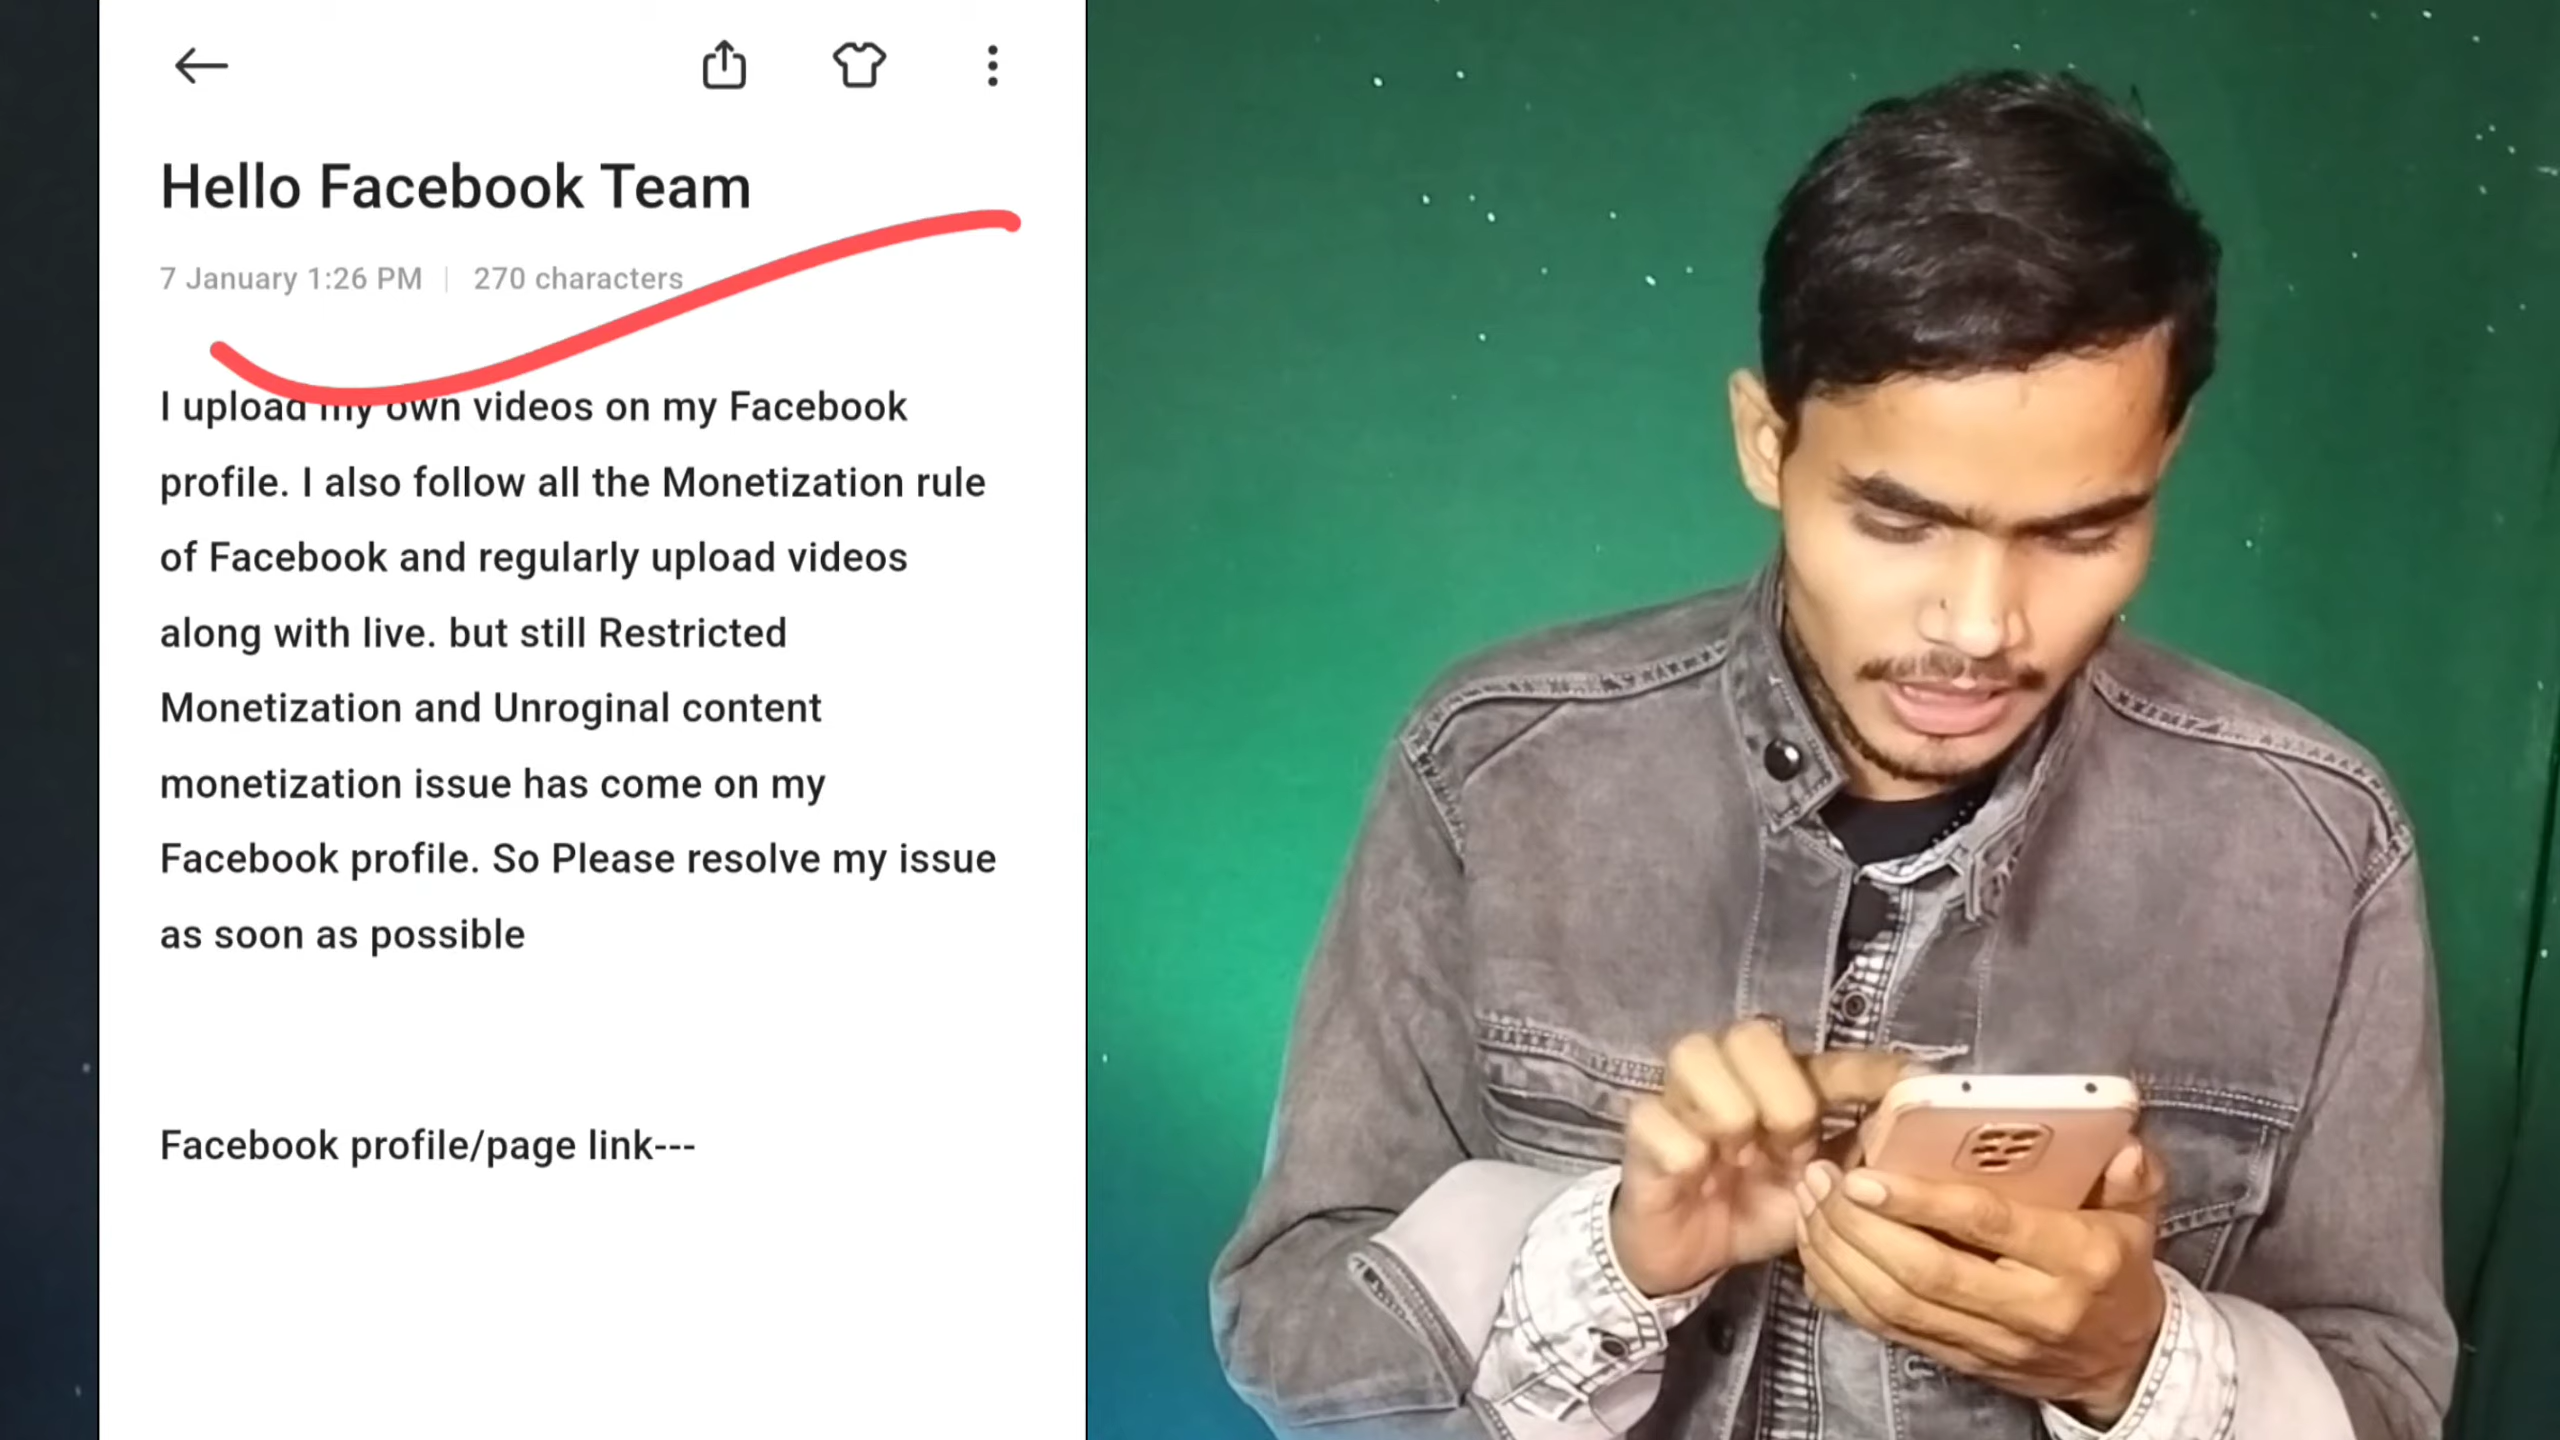 Hello Facebook Team
7 January 1:26 PM | 270 characters
I upload my own videos on my Facebook
profile. I also follow all the Monetization rule
of Facebook and regularly upload videos
along with live. but still Restricted
Monetization and Unroginal content
monetization issue has come on my
Facebook profile. So Please resolve my issue
as soon as possible
Facebook profile/page link---